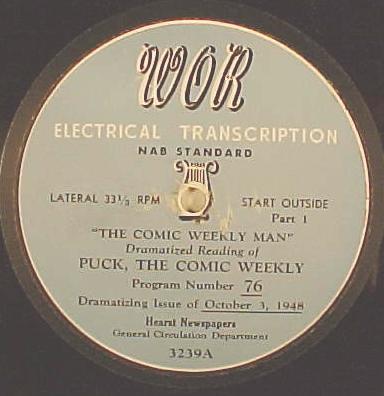 WOR
ELECTRICAL TRANSCRIPTION
NAB STANDARD
LATERAL 33⅓ RPM START OUTSIDE
Part 1
"THE COMIC WEEKLY MAN"
Dramatized Reading of
PUCK, THE COMIC WEEKLY
Program Number 76
Dramatizing Issue of October 3, 1948
Hearst Newspapers
General Circulation Department
3239A